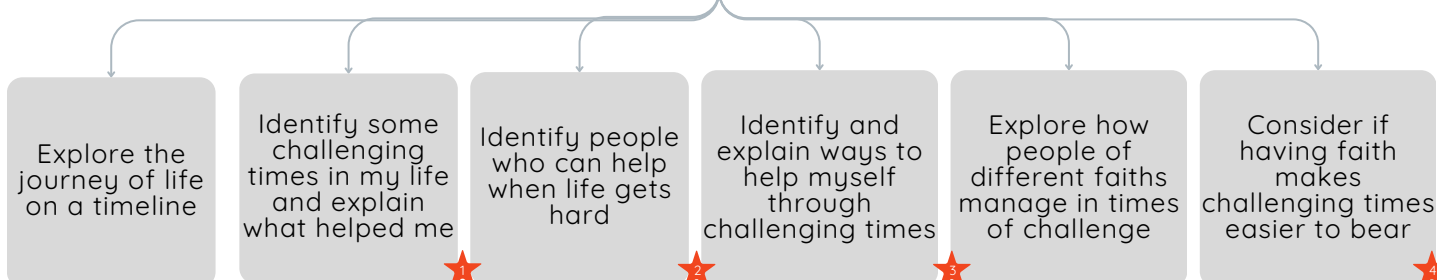 Explore the
journey of life
on a timeline
Identify some
challenging
times in my life
and explain
what helped me
1
Identify people
who can help
when life gets
hard
2
Identify and
explain ways to
help myself
through
challenging times
3
Explore how
people of
different faiths
manage in times
of challenge
Consider if
having faith
makes
challenging times
easier to bear
4